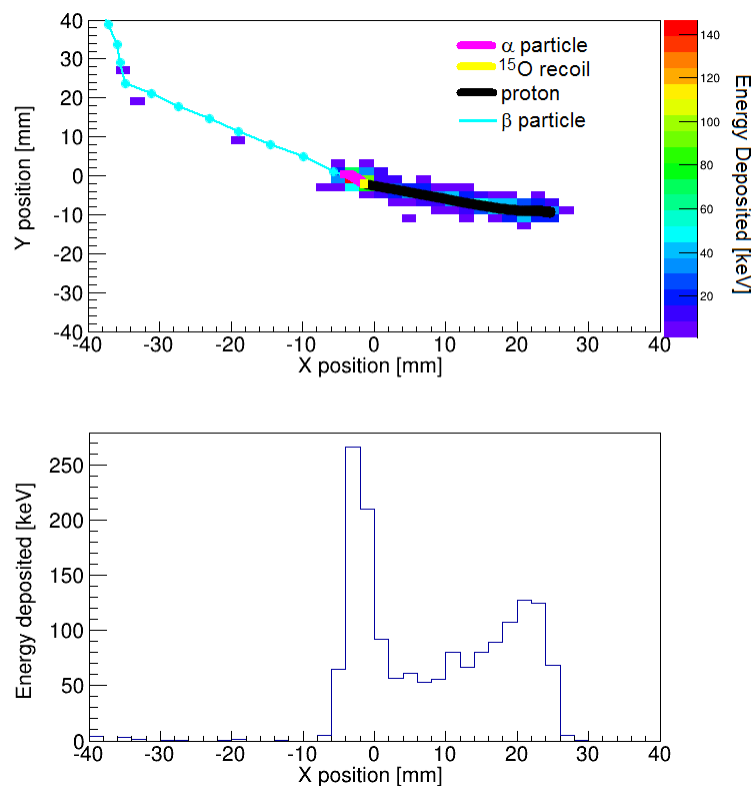 40
30
20
10
0
-10
-20
-30
-40
Y position [mm]
α particle
¹⁵O recoil
proton
β particle
140
120
100
80
60
40
20
Energy Deposited [keV]
-40 -30 -20 -10 0 10 20 30 40
X position [mm]
250
200
150
100
50
0
Energy deposited [keV]
-40 -30 -20 -10 0 10 20 30 40
X position [mm]